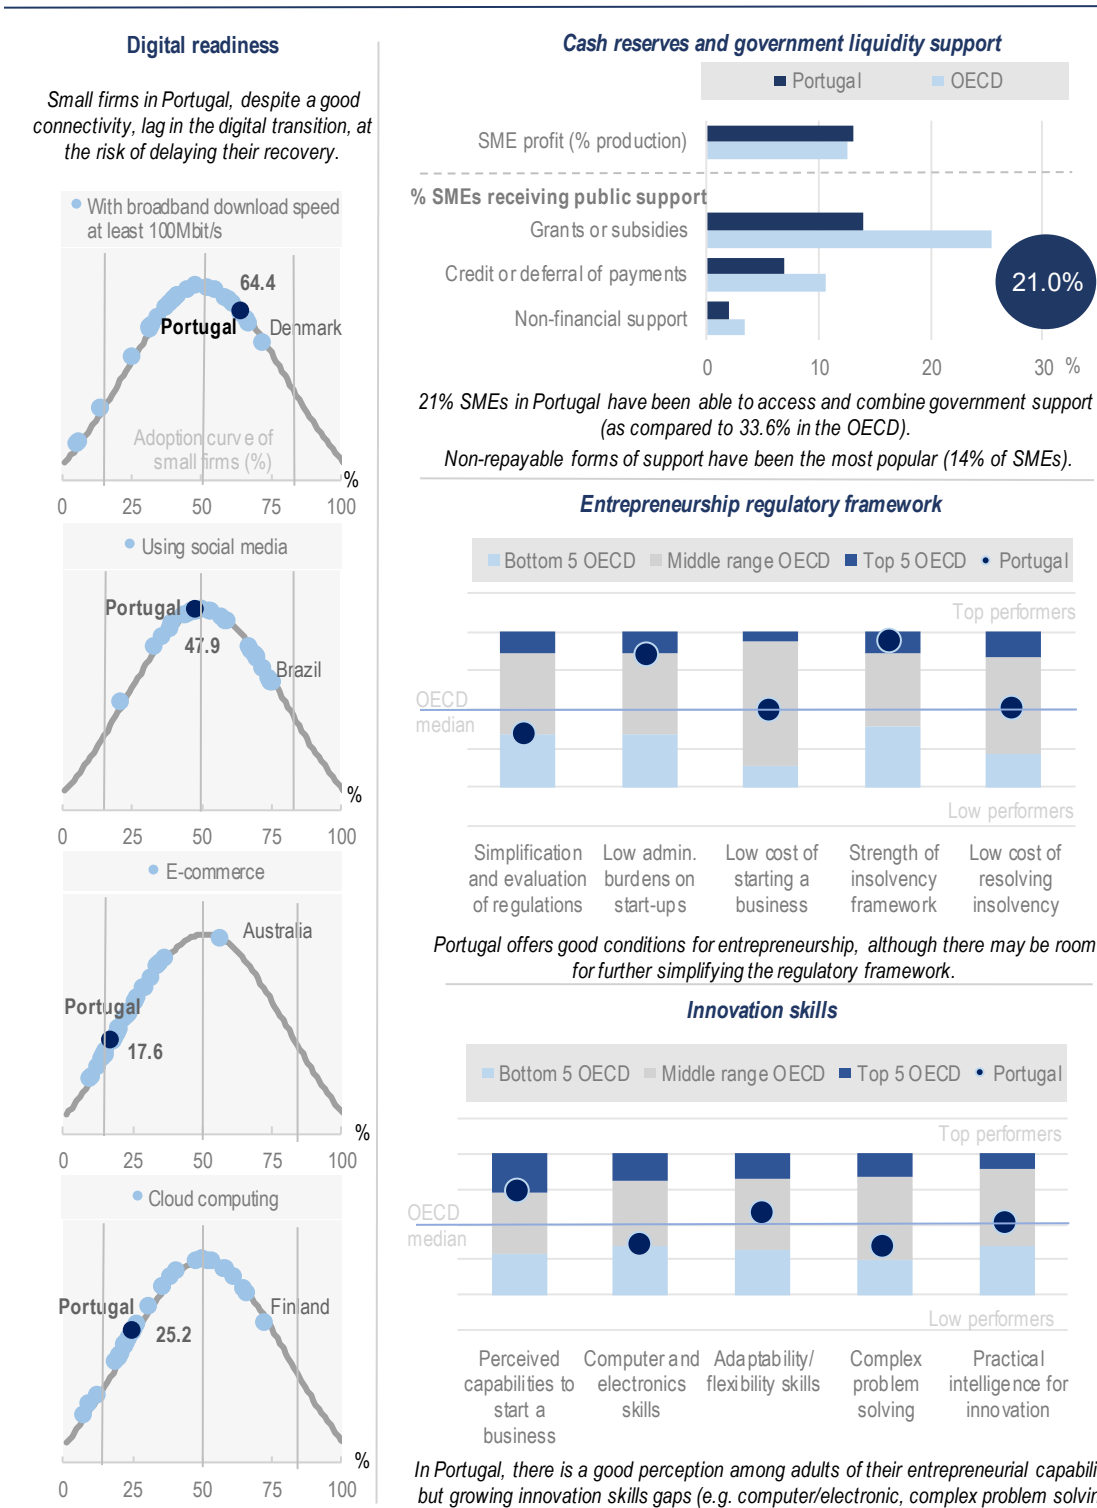 Digital readiness
Small firms in Portugal, despite a good
connectivity, lag in the digital transition, at
the risk of delaying their recovery.
With broadband download speed
at least 100Mbit/s
64.4
Portugal
Denmark
Adoption curve of
small firms (%)
%
0 25 50 75 100
Using social media
Portugal
47.9
Brazil
%
0 25 50 75 100
E-commerce
Australia
Portugal
17.6
%
0 25 50 75 100
Cloud computing
Portugal
25.2
Finland
%
0 25 50 75 100
Cash reserves and government liquidity support
Portugal OECD
SME profit (% production)
% SMEs receiving public support
Grants or subsidies
Credit or deferral of payments
Non-financial support
21.0%
0 10 20 30 %
21% SMEs in Portugal have been able to access and combine government support
(as compared to 33.6% in the OECD).
Non-repayable forms of support have been the most popular (14% of SMEs).
Entrepreneurship regulatory framework
Bottom 5 OECD Middle range OECD Top 5 OECD Portugal
Top performers
OECD
median
Low performers
Simplification
and evaluation
of regulations
Low admin.
burdens on
start-ups
Low cost of
starting a
business
Strength of
insolvency
framework
Low cost of
resolving
insolvency
Portugal offers good conditions for entrepreneurship, although there may be room
for further simplifying the regulatory framework.
Innovation skills
Bottom 5 OECD Middle range OECD Top 5 OECD Portugal
Top performers
OECD
median
Low performers
Perceived
capabilities to
start a
business
Computer and
electronics
skills
Adaptability/
flexibility skills
Complex
problem
solving
Practical
intelligence for
innovation
In Portugal, there is a good perception among adults of their entrepreneurial capabili
but growing innovation skills gaps (e.g. computer/electronic, complex problem solvin